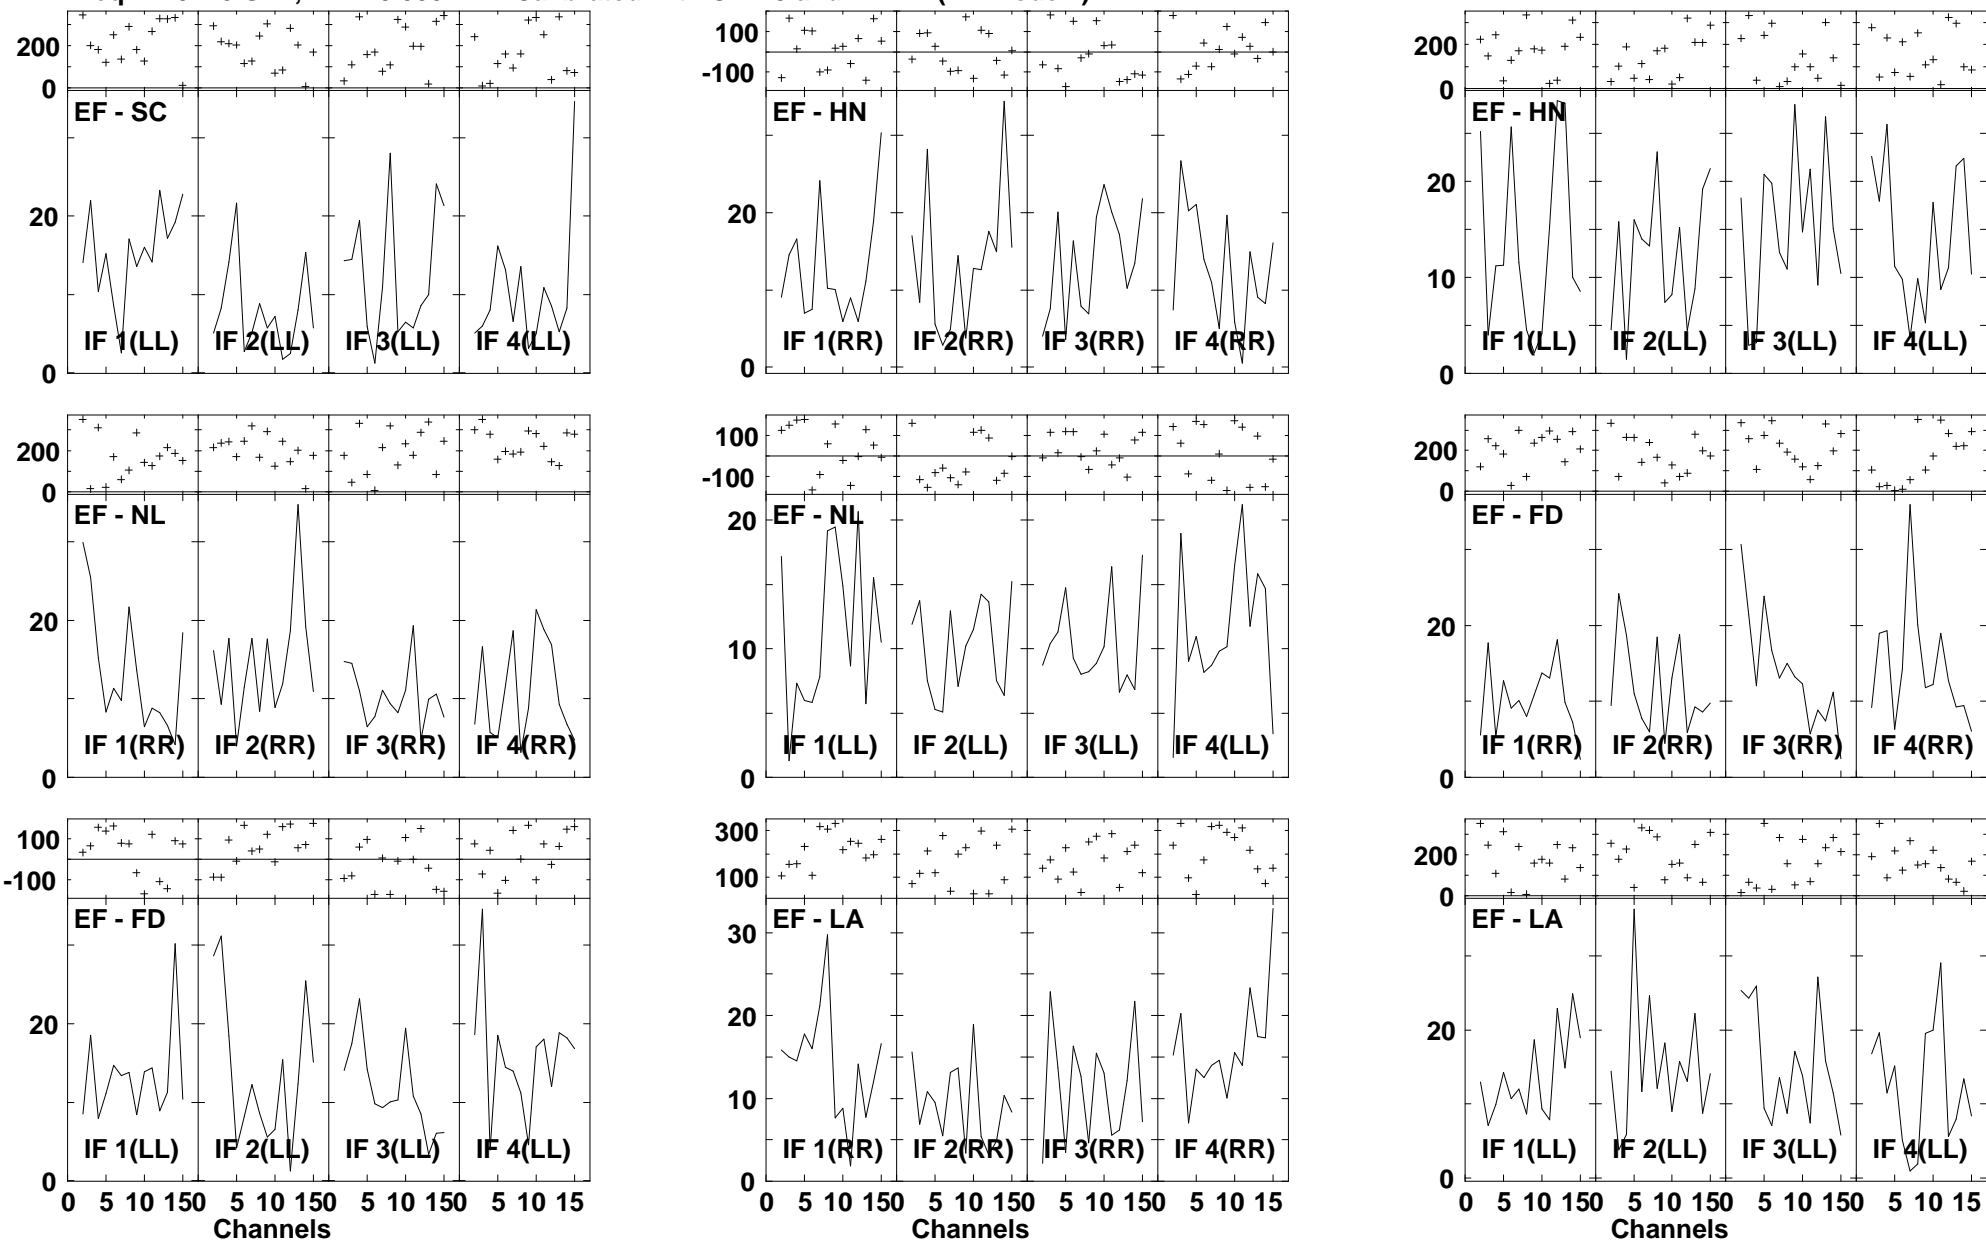 200
0
EF - SC
20
0
IF 1(LL) IF 2(LL) IF 3(LL) IF 4(LL)
100
-100
EF - HN
20
0
IF 1(RR) IF 2(RR) IF 3(RR) IF 4(RR)
200
0
EF - HN
20
10
0
IF 1(LL) IF 2(LL) IF 3(LL) IF 4(LL)
200
0
EF - NL
20
0
IF 1(RR) IF 2(RR) IF 3(RR) IF 4(RR)
100
-100
EF - NL
20
10
0
IF 1(LL) IF 2(LL) IF 3(LL) IF 4(LL)
200
0
EF - FD
20
0
IF 1(RR) IF 2(RR) IF 3(RR) IF 4(RR)
100
-100
EF - FD
20
0
IF 1(LL) IF 2(LL) IF 3(LL) IF 4(LL)
0 5 10 150 5 10 150 5 10 150 5 10 15
Channels
300
100
EF - LA
30
20
10
0
IF 1(RR) IF 2(RR) IF 3(RR) IF 4(RR)
0 5 10 150 5 10 150 5 10 150 5 10 15
Channels
200
0
EF - LA
20
0
IF 1(LL) IF 2(LL) IF 3(LL) IF 4(LL)
0 5 10 150 5 10 150 5 10 150 5 10 15
Channels